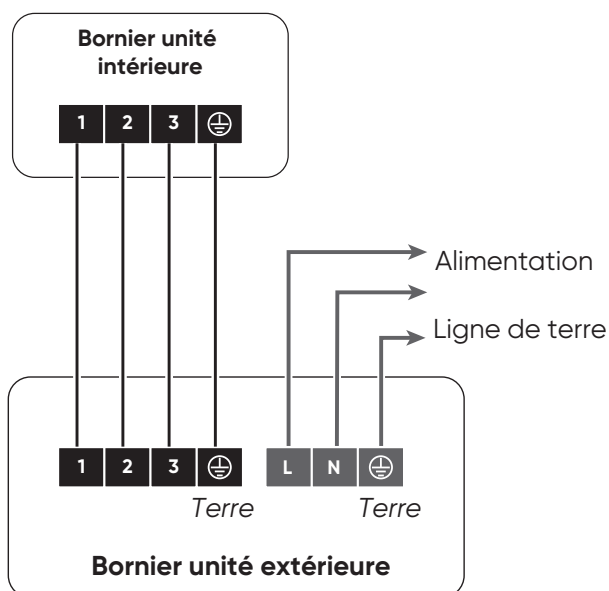 Bornier unité
intérieure
1 2 3
Alimentation
Ligne de terre
1 2 3 L N
Terre Terre
Bornier unité extérieure